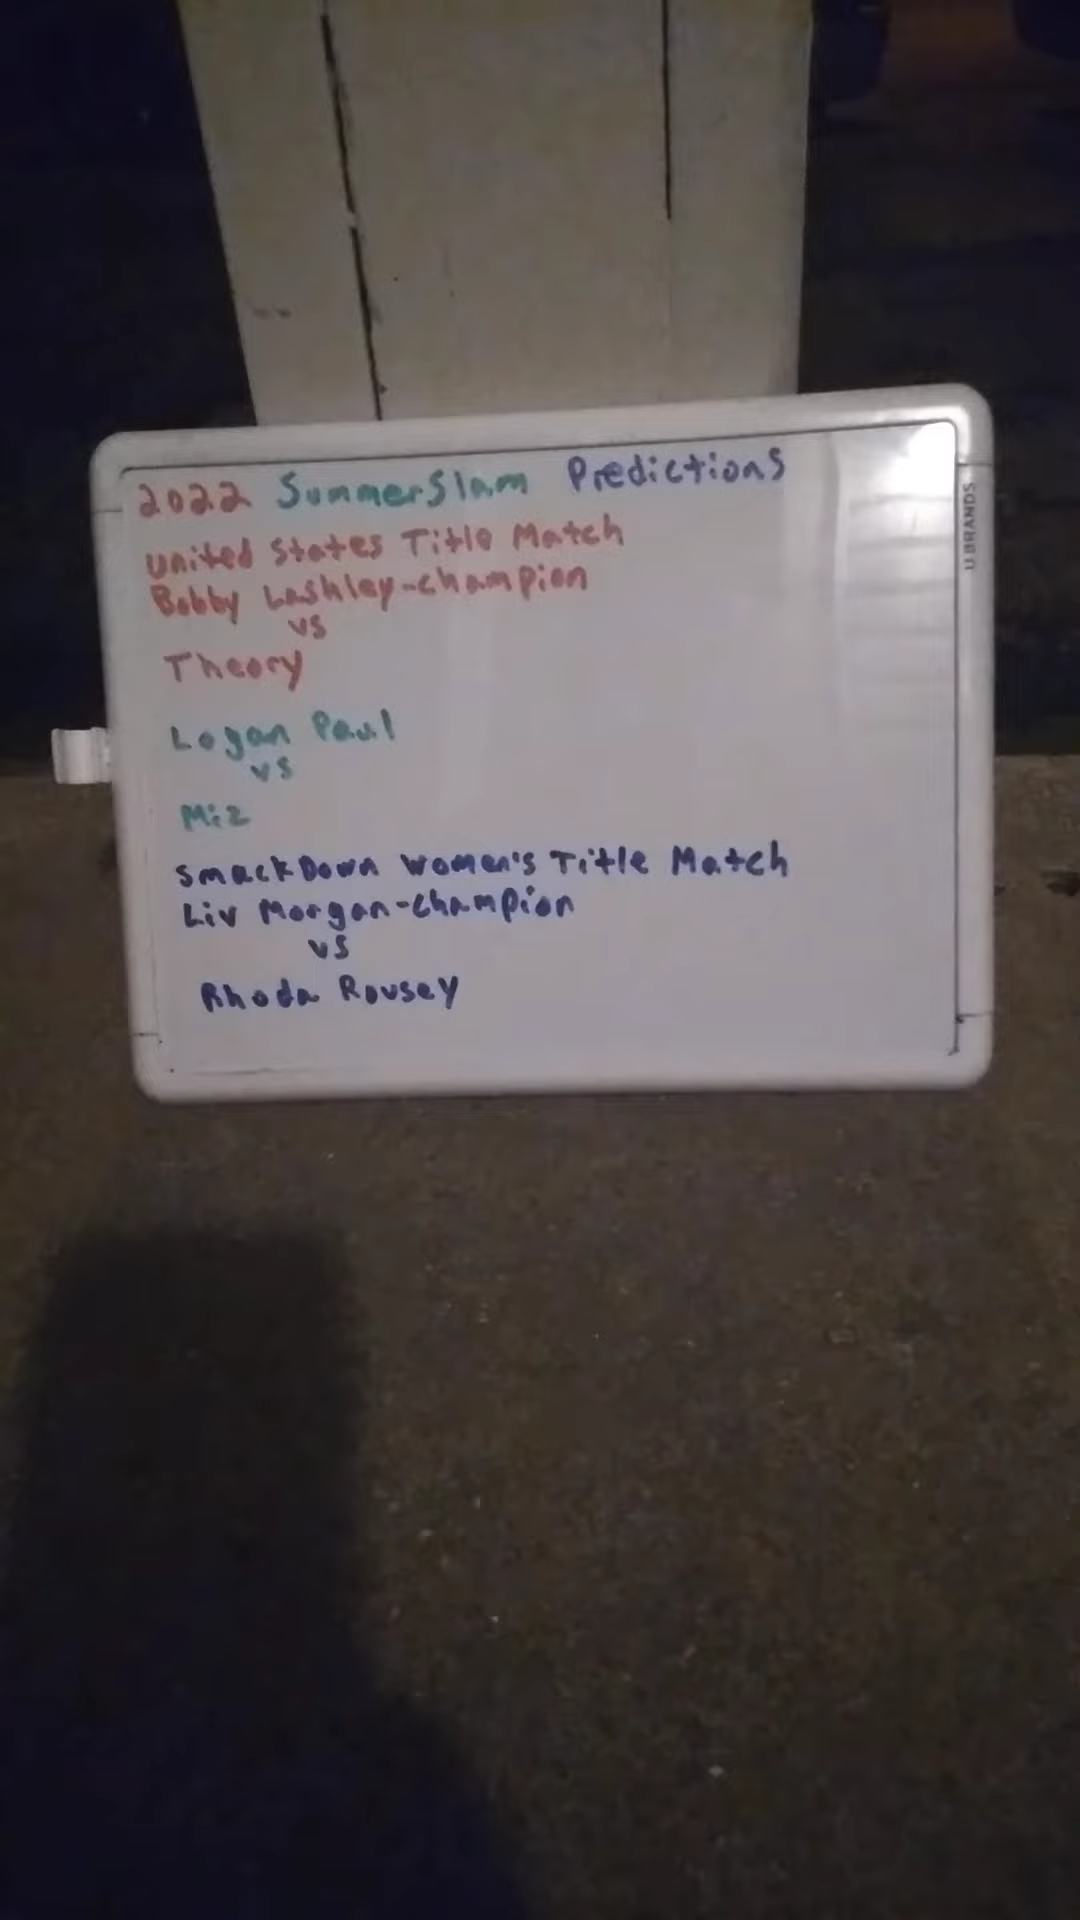 2022 SummerSlam Predictions
United States Title Match
Bobby Lashley-Champion
vs
Theory
Logan Paul
vs
Miz
SmackDown Women's Title Match
Liv Morgan-Champion
vs
Rhoda Rousey
U BRANDS